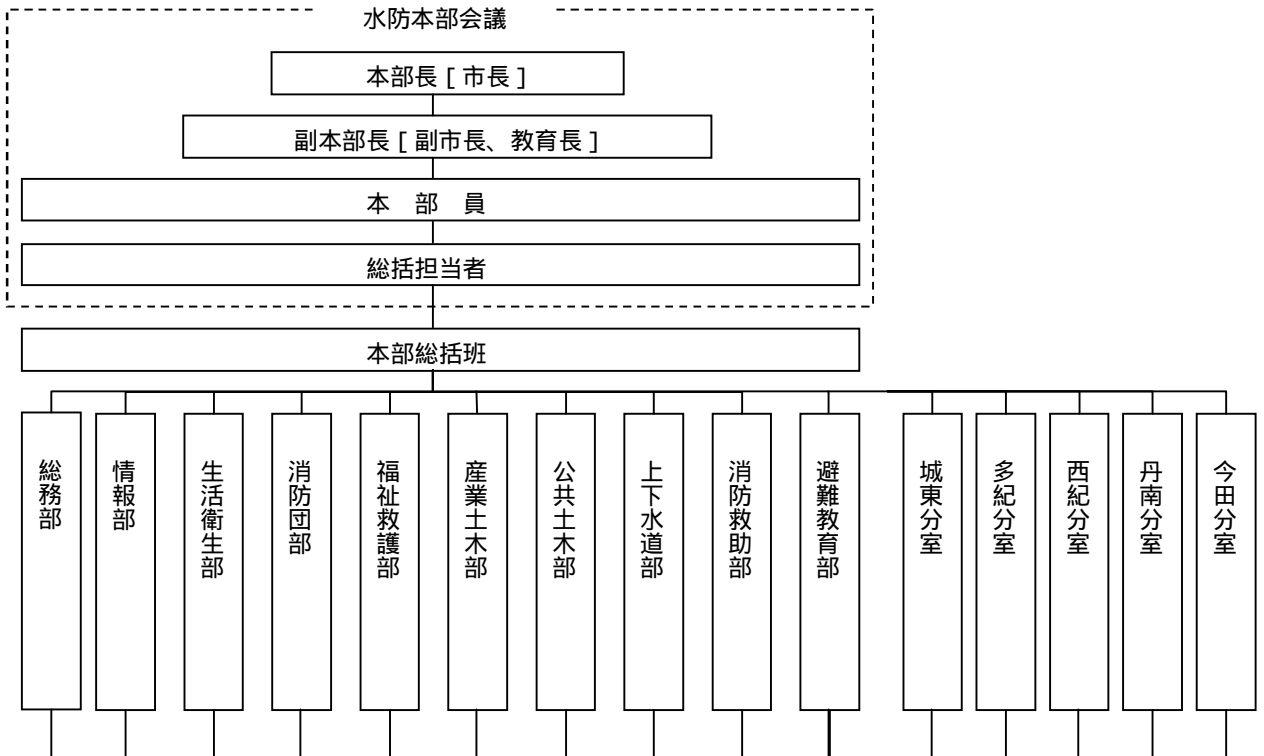 水防本部会議
本部長 [ 市長 ]
副本部長 [ 副市長、教育長 ]
本　部　員
総括担当者
本部総括班
総務部
情報部
生活衛生部
消防団部
福祉救護部
産業土木部
公共土木部
上下水道部
消防救助部
避難教育部
城東分室
多紀分室
西紀分室
丹南分室
今田分室